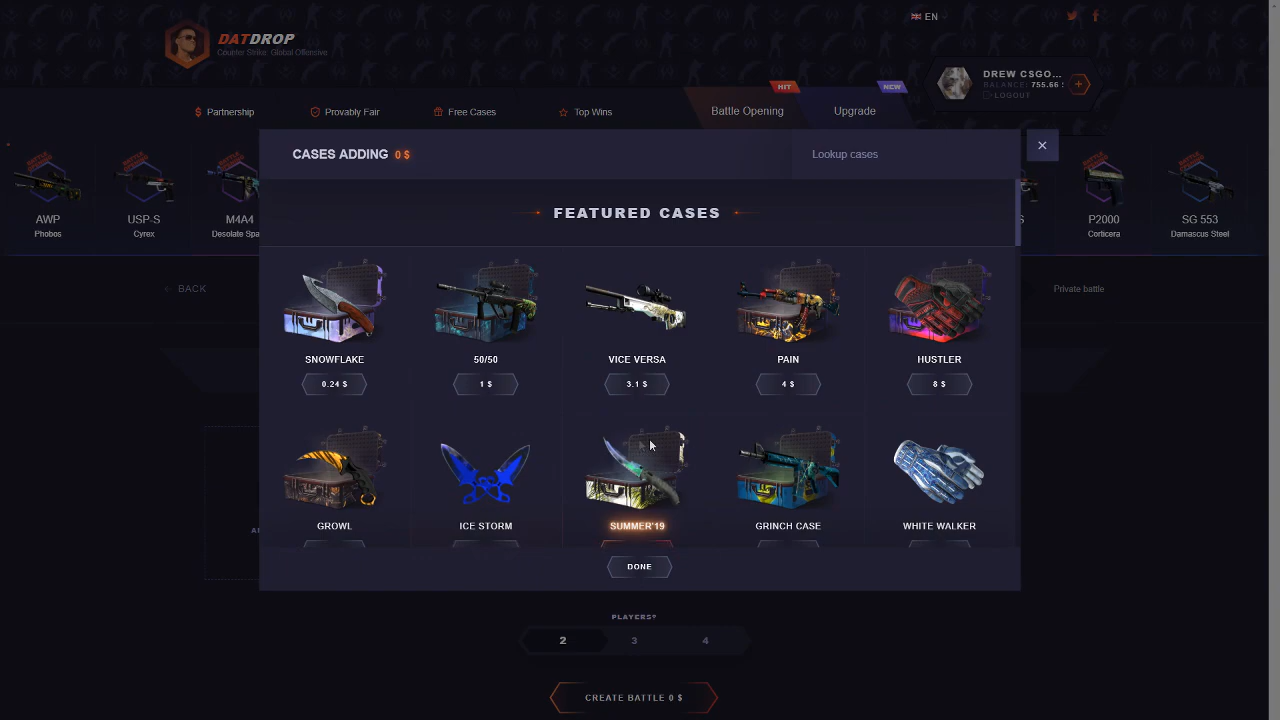 EN
DATDROP
Counter Strike: Global Offensive
DREW CSGO...
BALANCE: 755.66
LOGOUT
HIT
NEW
Partnership
Provably Fair
Free Cases
Top Wins
Battle Opening
Upgrade
CASES ADDING 0 $
Lookup cases
AWP
Phobos
USP-S
Cyrex
M4A4
Desolate Spa
P2000
Corticera
SG 553
Damascus Steel
FEATURED CASES
BACK
Private battle
SNOWFLAKE
50/50
VICE VERSA
PAIN
HUSTLER
0.24 $
1 $
3.1 $
4 $
8 $
GROWL
ICE STORM
SUMMER'19
GRINCH CASE
WHITE WALKER
DONE
PLAYERS?
2
3
4
CREATE BATTLE 0 $